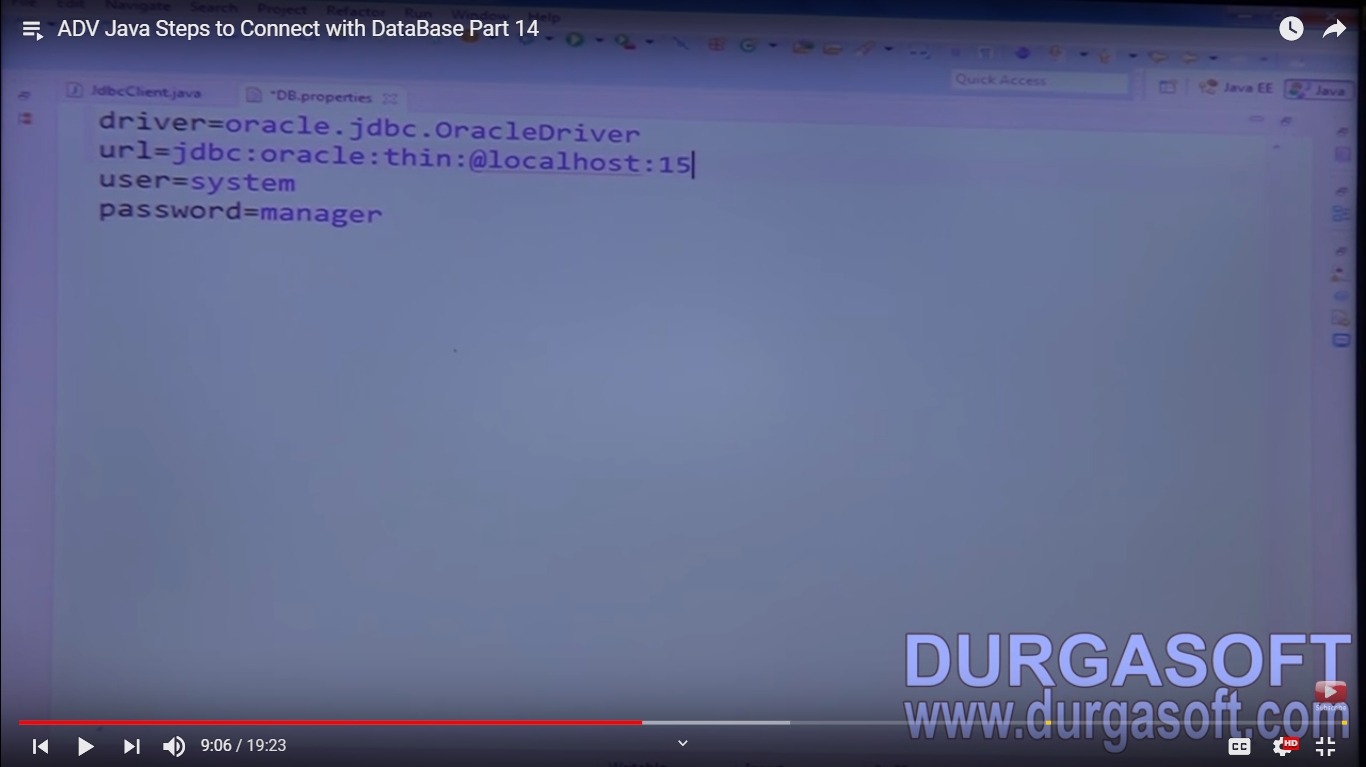 ADV Java Steps to Connect with DataBase Part 14
File Edit Navigate Search Project Refactor Run Window Help
Quick Access
Java EE
Java
JdbcClient.java
*DB.properties
driver=oracle.jdbc.OracleDriver
url=jdbc:oracle:thin:@localhost:15
user=system
password=manager
DURGASOFT
www.durgasoft.com
Subscribe
9:06 / 19:23
CC
HD